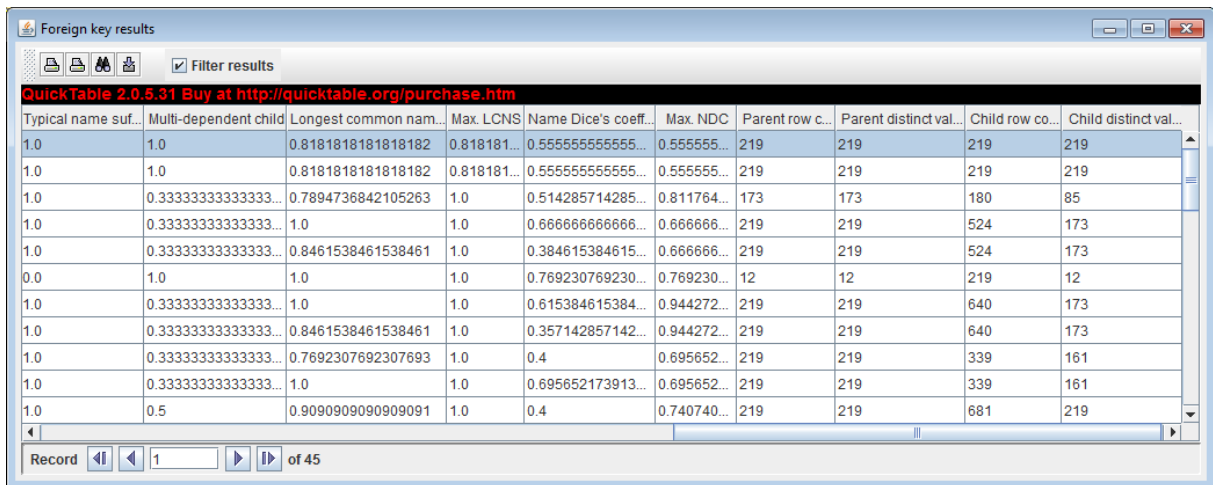 Foreign key results
Filter results
QuickTable 2.0.5.31 Buy at http://quicktable.org/purchase.htm
Typical name suf... Multi-dependent child Longest common nam... Max. LCNS Name Dice's coeff... Max. NDC Parent row c... Parent distinct val... Child row co... Child distinct val...
1.0 1.0 0.8181818181818182 0.818181... 0.555555555555... 0.555555... 219 219 219 219
1.0 1.0 0.8181818181818182 0.818181... 0.555555555555... 0.555555... 219 219 219 219
1.0 0.33333333333333... 0.7894736842105263 1.0 0.514285714285... 0.811764... 173 173 180 85
1.0 0.33333333333333... 1.0 1.0 0.666666666666... 0.666666... 219 219 524 173
1.0 0.33333333333333... 0.8461538461538461 1.0 0.384615384615... 0.666666... 219 219 524 173
0.0 1.0 1.0 1.0 0.769230769230... 0.769230... 12 12 219 12
1.0 0.33333333333333... 1.0 1.0 0.615384615384... 0.944272... 219 219 640 173
1.0 0.33333333333333... 0.8461538461538461 1.0 0.357142857142... 0.944272... 219 219 640 173
1.0 0.33333333333333... 0.7692307692307693 1.0 0.4 0.695652... 219 219 339 161
1.0 0.33333333333333... 1.0 1.0 0.695652173913... 0.695652... 219 219 339 161
1.0 0.5 0.9090909090909091 1.0 0.4 0.740740... 219 219 681 219
Record 1 of 45